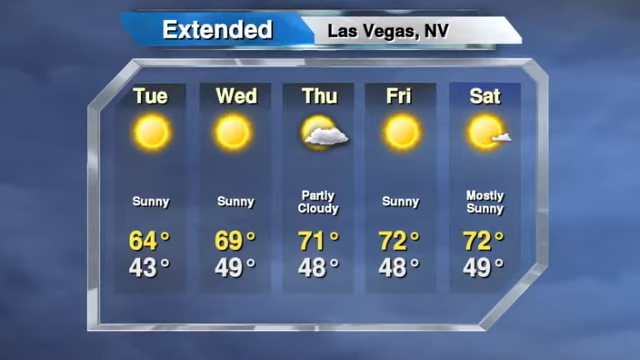 Extended Las Vegas, NV
Tue Wed Thu Fri Sat
Sunny Sunny Partly Cloudy Sunny Mostly Sunny
64° 69° 71° 72° 72°
43° 49° 48° 48° 49°